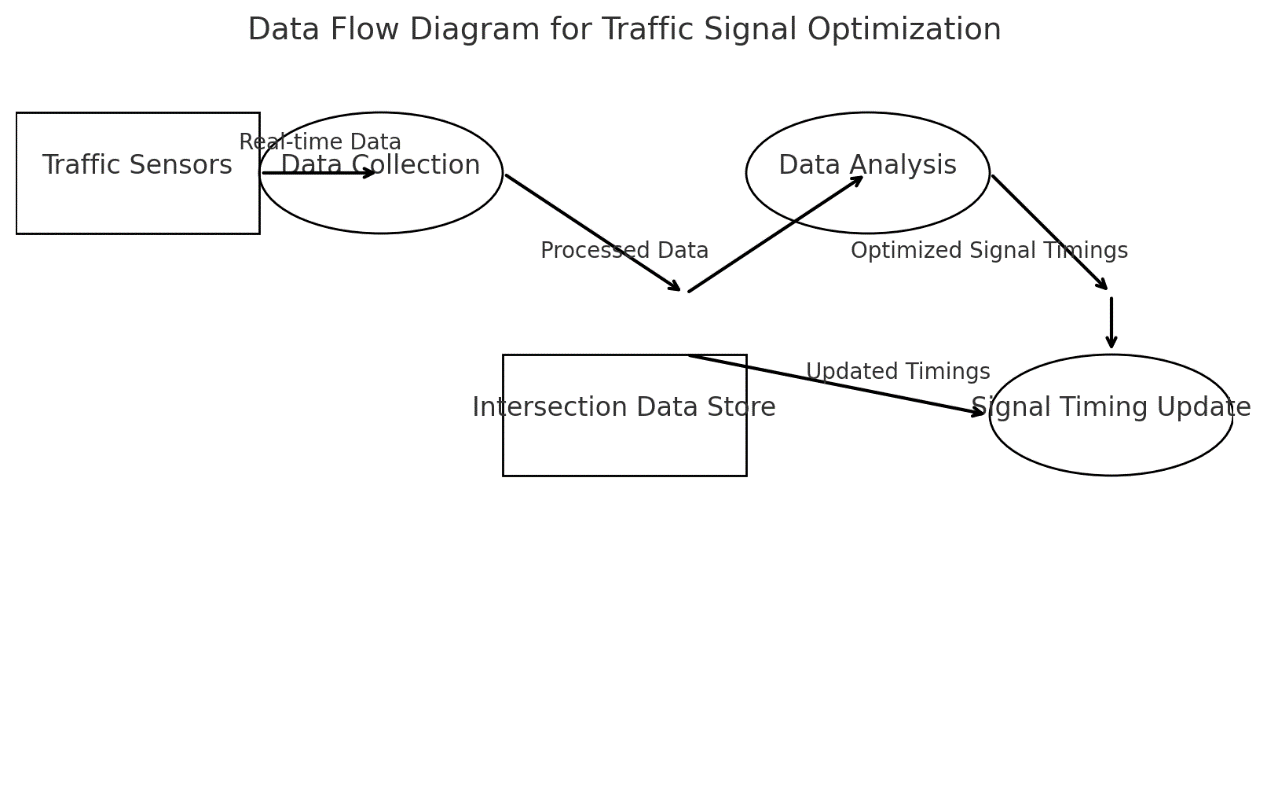 Data Flow Diagram for Traffic Signal Optimization
Real-time Data
Traffic Sensors
Data Collection
Data Analysis
Processed Data
Optimized Signal Timings
Updated Timings
Intersection Data Store
Signal Timing Update